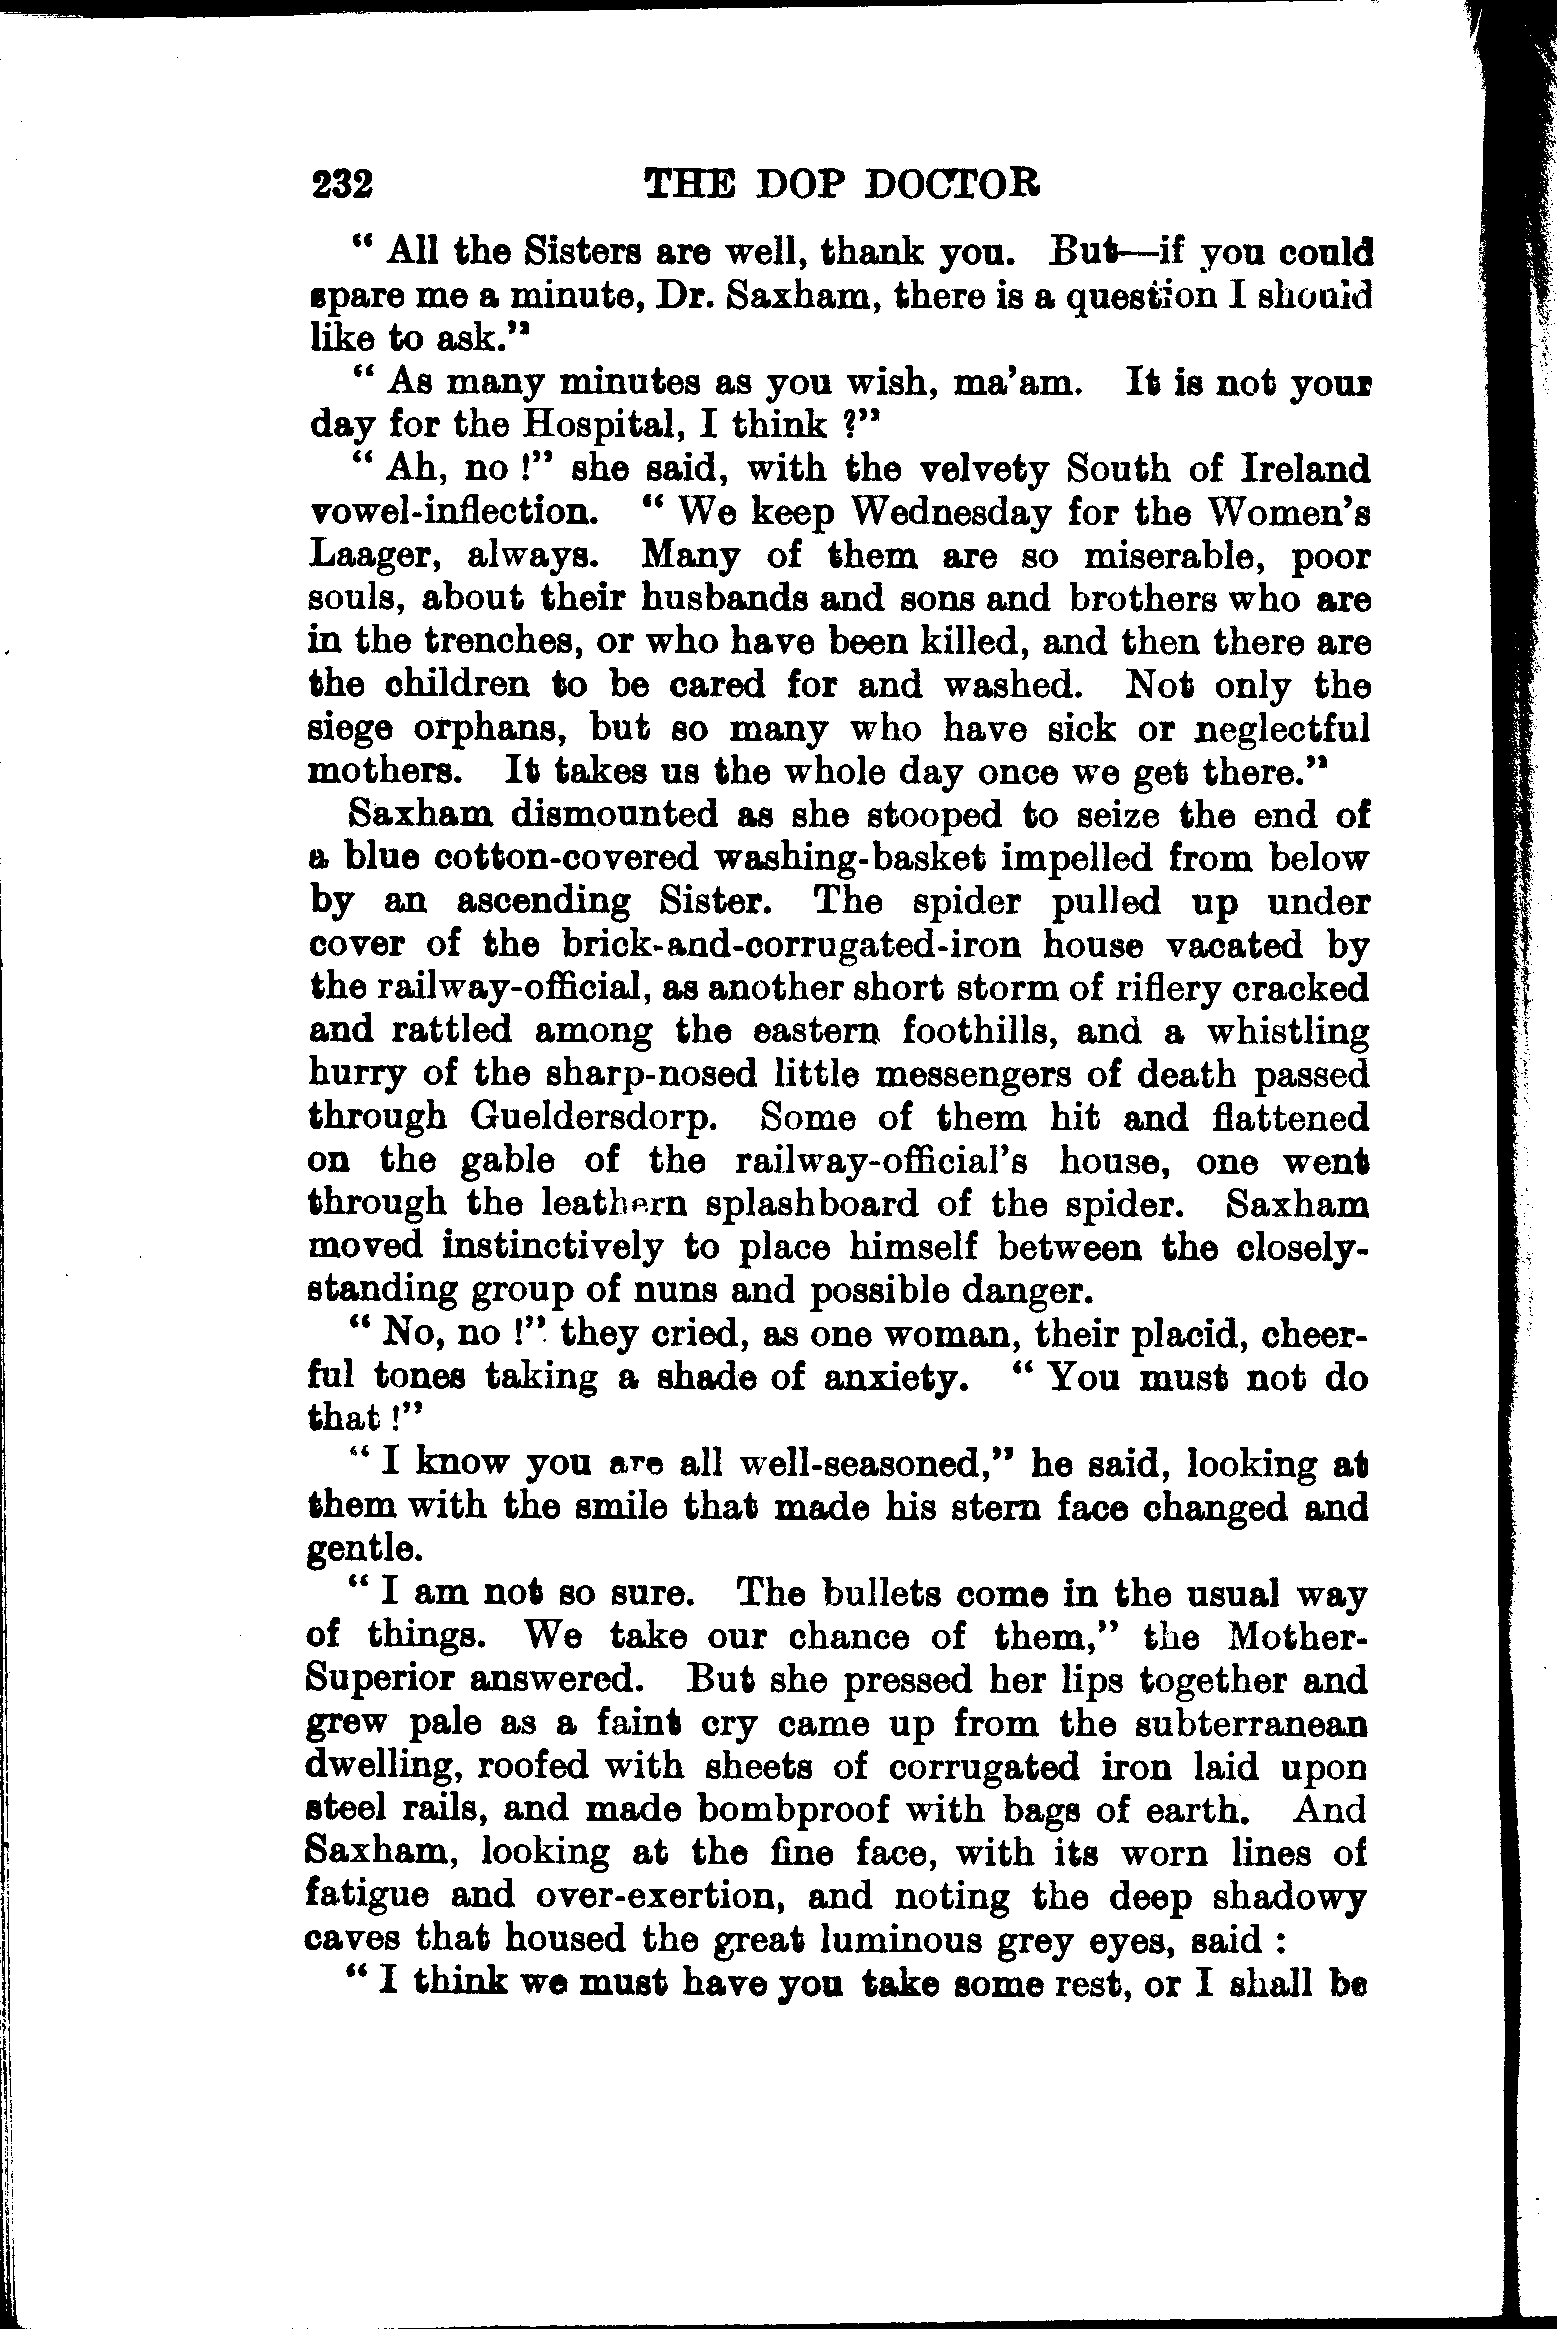 232 THE DOP DOCTOR
“ All the Sisters are well, thank you. But—if you could
spare me a minute, Dr. Saxham, there is a question I should
like to ask.”
“ As many minutes as you wish, ma’am. It is not your
day for the Hospital, I think ?”
“ Ah, no !” she said, with the velvety South of Ireland
vowel-inflection. “ We keep Wednesday for the Women’s
Laager, always. Many of them are so miserable, poor
souls, about their husbands and sons and brothers who are
in the trenches, or who have been killed, and then there are
the children to be cared for and washed. Not only the
siege orphans, but so many who have sick or neglectful
mothers. It takes us the whole day once we get there.”
Saxham dismounted as she stooped to seize the end of
a blue cotton-covered washing-basket impelled from below
by an ascending Sister. The spider pulled up under
cover of the brick-and-corrugated-iron house vacated by
the railway-official, as another short storm of riflery cracked
and rattled among the eastern foothills, and a whistling
hurry of the sharp-nosed little messengers of death passed
through Gueldersdorp. Some of them hit and flattened
on the gable of the railway-official’s house, one went
through the leathern splashboard of the spider. Saxham
moved instinctively to place himself between the closely-
standing group of nuns and possible danger.
“ No, no !” they cried, as one woman, their placid, cheer-
ful tones taking a shade of anxiety. “ You must not do
that !”
“ I know you are all well-seasoned,” he said, looking at
them with the smile that made his stern face changed and
gentle.
“ I am not so sure. The bullets come in the usual way
of things. We take our chance of them,” the Mother-
Superior answered. But she pressed her lips together and
grew pale as a faint cry came up from the subterranean
dwelling, roofed with sheets of corrugated iron laid upon
steel rails, and made bombproof with bags of earth. And
Saxham, looking at the fine face, with its worn lines of
fatigue and over-exertion, and noting the deep shadowy
caves that housed the great luminous grey eyes, said :
“ I think we must have you take some rest, or I shall be